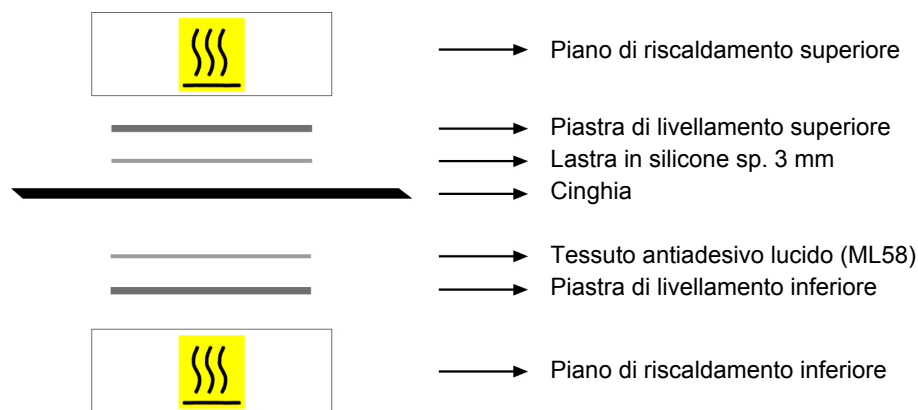 Piano di riscaldamento superiore
Piastra di livellamento superiore
Lastra in silicone sp. 3 mm
Cinghia
Tessuto antiadesivo lucido (ML58)
Piastra di livellamento inferiore
Piano di riscaldamento inferiore